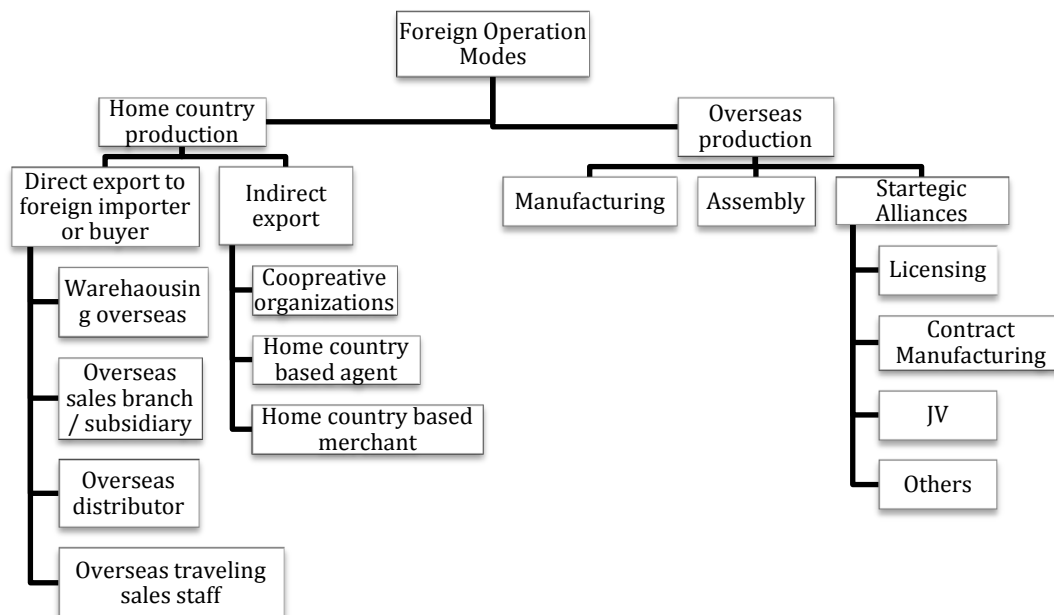 Foreign Operation
Modes
Home country
production
Overseas
production
Direct export to
foreign importer
or buyer
Indirect
export
Manufacturing
Assembly
Startegic
Alliances
Warehaousin
g overseas
Overseas
sales branch
/ subsidiary
Overseas
distributor
Overseas traveling
sales staff
Coopreative
organizations
Home country
based agent
Home country based
merchant
Licensing
Contract
Manufacturing
JV
Others